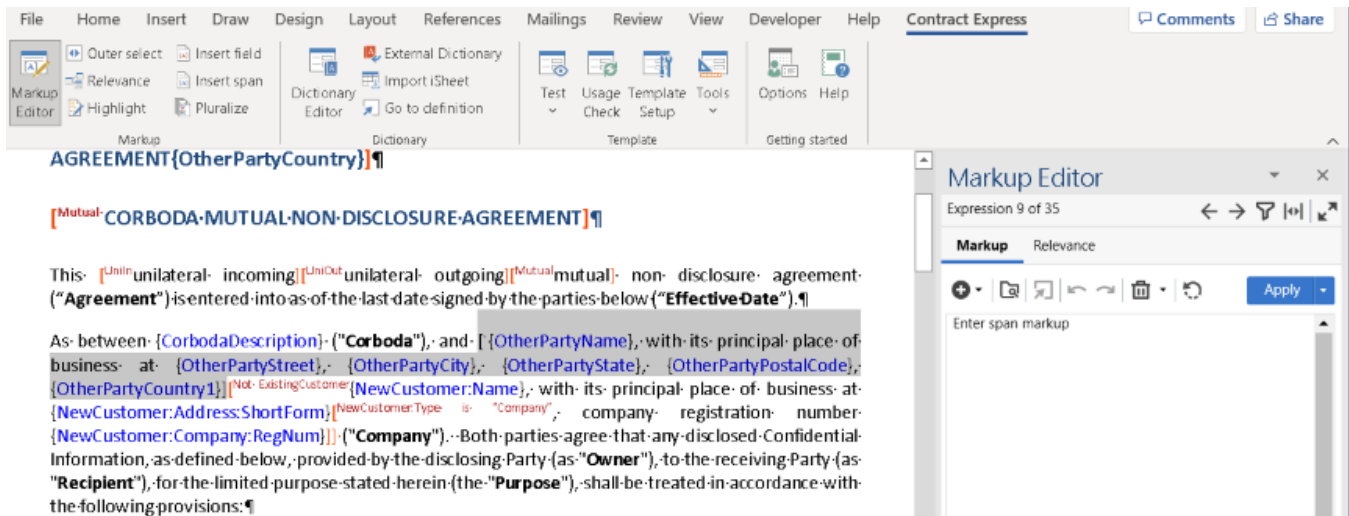 File Home Insert Draw Design Layout References Mailings Review View Developer Help Contract Express Comments Share
Outer select Insert field External Dictionary
Relevance Insert span Import iSheet
Markup Editor Highlight Pluralize Dictionary Editor Go to definition Test Usage Check Template Setup Tools Options Help
Markup Dictionary Template Getting started
AGREEMENT{OtherPartyCountry}]¶
[Mutual·CORBODA·MUTUAL·NON·DISCLOSURE·AGREEMENT]¶
This· [UniInunilateral· incoming][UniOutunilateral· outgoing][Mutualmutual]· non· disclosure· agreement·
(“Agreement”)·is·entered·into·as·of·the·last·date·signed·by·the·parties·below·(“Effective·Date”).¶
As· between· {CorbodaDescription}· ("Corboda"),· and· [ {OtherPartyName},· with· its· principal· place· of·
business· at· {OtherPartyStreet},· {OtherPartyCity},· {OtherPartyState},· {OtherPartyPostalCode},·
{OtherPartyCountry1}][Not· ExistingCustomer{NewCustomer:Name},· with· its· principal· place· of· business· at·
{NewCustomer:Address:ShortForm}[NewCustomer:Type· is· "Company",· company· registration· number·
{NewCustomer:Company:RegNum}]]·("Company").··Both·parties·agree·that·any·disclosed·Confidential·
Information,·as·defined·below,·provided·by·the·disclosing·Party·(as·"Owner"),·to·the·receiving·Party·(as·
"Recipient"),·for·the·limited·purpose·stated·herein·(the·"Purpose"),·shall·be·treated·in·accordance·with·
the·following·provisions:¶
Markup Editor
Expression 9 of 35
Markup Relevance
Apply
Enter span markup